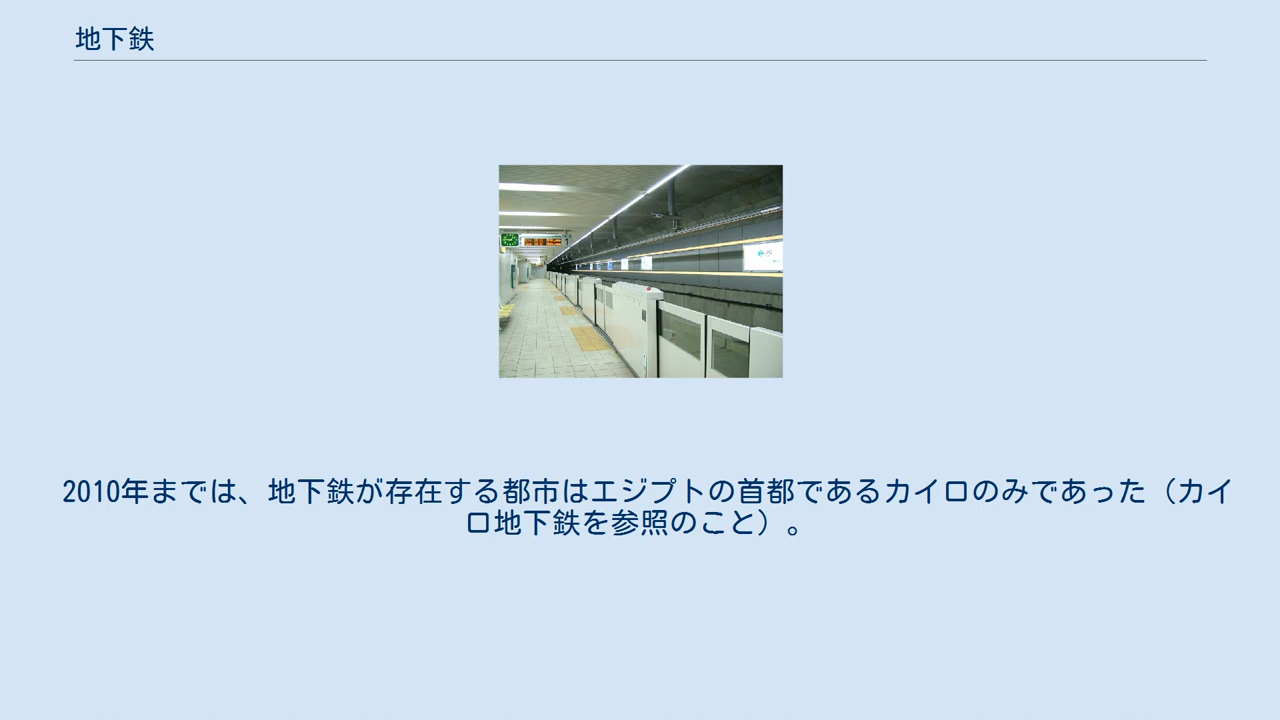 地下鉄
2010年までは、地下鉄が存在する都市はエジプトの首都であるカイロのみであった（カイ
ロ地下鉄を参照のこと）。